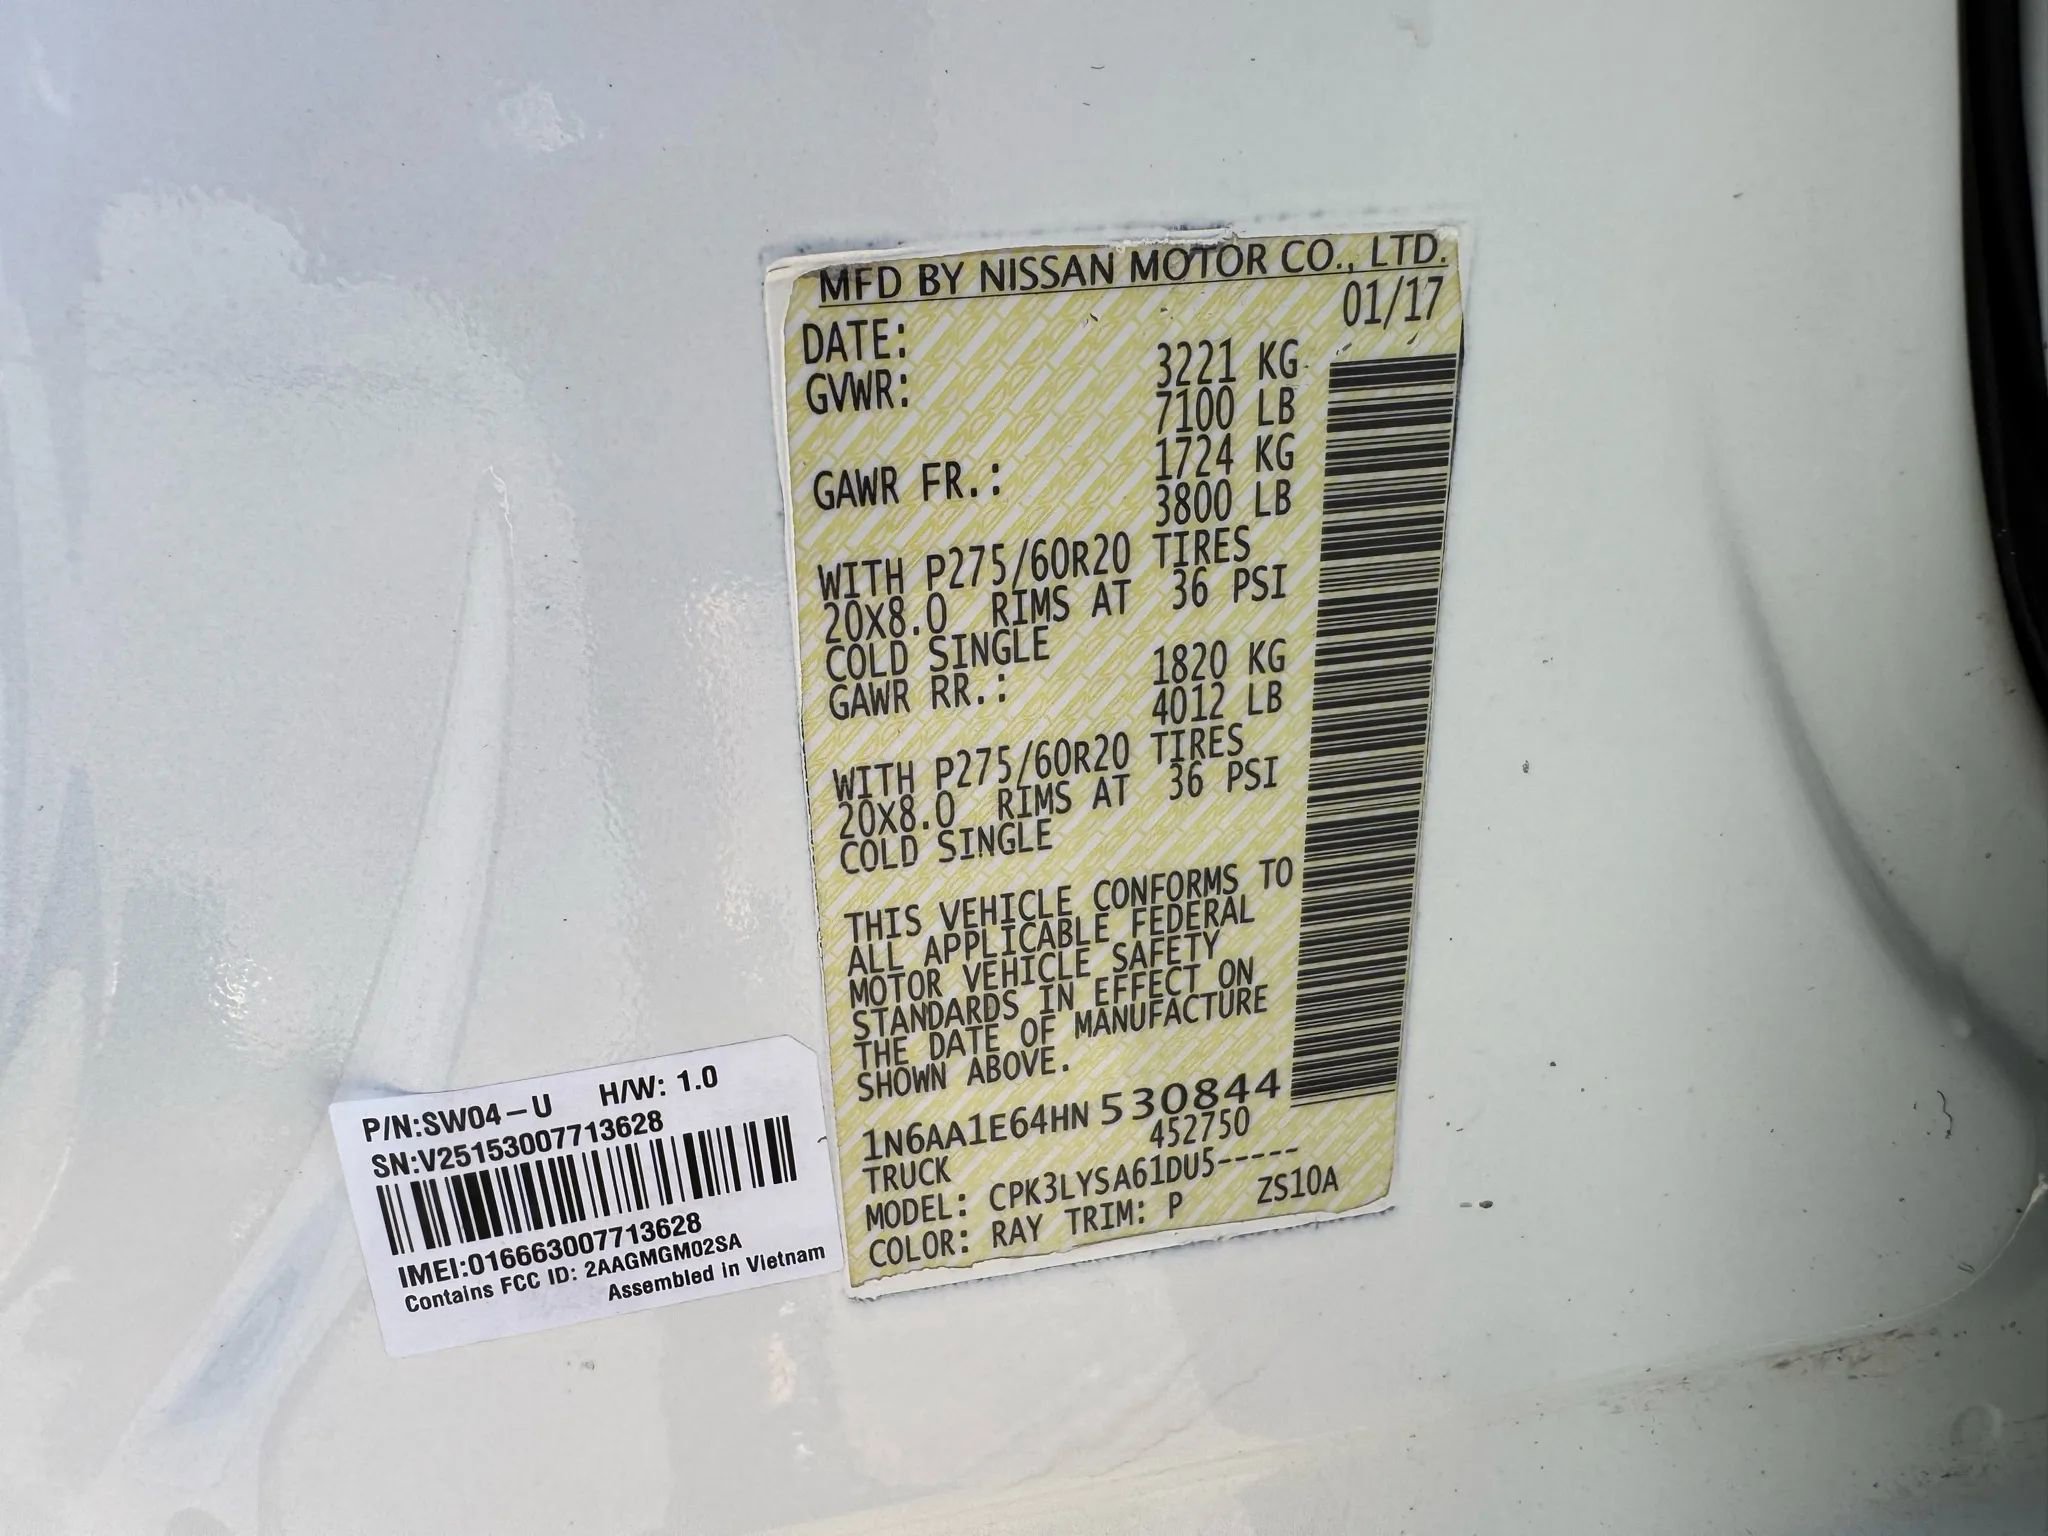 MFD BY NISSAN MOTOR CO., LTD.
DATE: 01/17
GVWR: 3221 KG
7100 LB
GAWR FR.: 1724 KG
3800 LB
WITH P275/60R20 TIRES
20X8.0 RIMS AT 36 PSI
COLD SINGLE
GAWR RR.: 1820 KG
4012 LB
WITH P275/60R20 TIRES
20X8.0 RIMS AT 36 PSI
COLD SINGLE
THIS VEHICLE CONFORMS TO
ALL APPLICABLE FEDERAL
MOTOR VEHICLE SAFETY
STANDARDS IN EFFECT ON
THE DATE OF MANUFACTURE
SHOWN ABOVE.
1N6AA1E64HN 530844
TRUCK 452750
MODEL: CPK3LYSA61DU5-----
COLOR: RAY TRIM: P ZS10A
P/N:SW04-U H/W: 1.0
SN:V25153007713628
IMEI:016663007713628
Contains FCC ID: 2AAGMGM02SA
Assembled in Vietnam